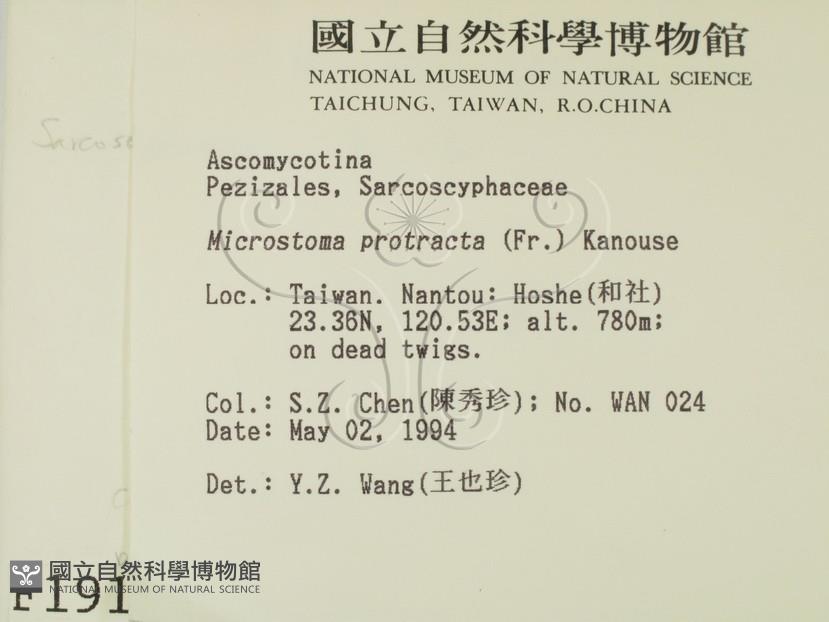 國立自然科學博物館
NATIONAL MUSEUM OF NATURAL SCIENCE
TAICHUNG, TAIWAN, R.O.CHINA
Sarcosc
Ascomycotina
Pezizales, Sarcoscyphaceae
Microstoma protracta (Fr.) Kanouse
Loc.: Taiwan. Nantou: Hoshe(和社)
23.36N, 120.53E; alt. 780m;
on dead twigs.
Col.: S.Z. Chen(陳秀珍); No. WAN 024
Date: May 02, 1994
Det.: Y.Z. Wang(王也珍)
國立自然科學博物館
NATIONAL MUSEUM OF NATURAL SCIENCE
F191